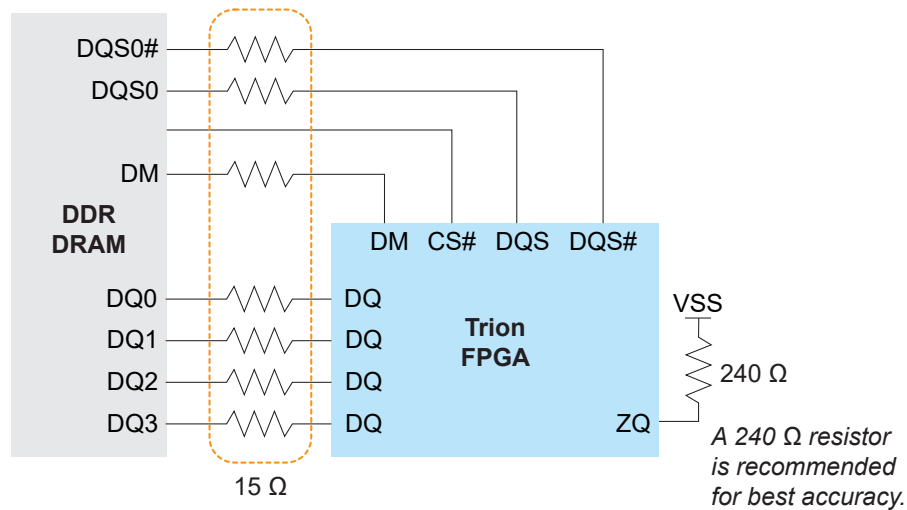 DQS0#
DQS0
DM
DDR
DRAM
DM CS# DQS DQS#
DQ0
DQ1
DQ2
DQ3
DQ
DQ
DQ
DQ
Trion
FPGA
ZQ
VSS
240 Ω
A 240 Ω resistor
is recommended
for best accuracy.
15 Ω